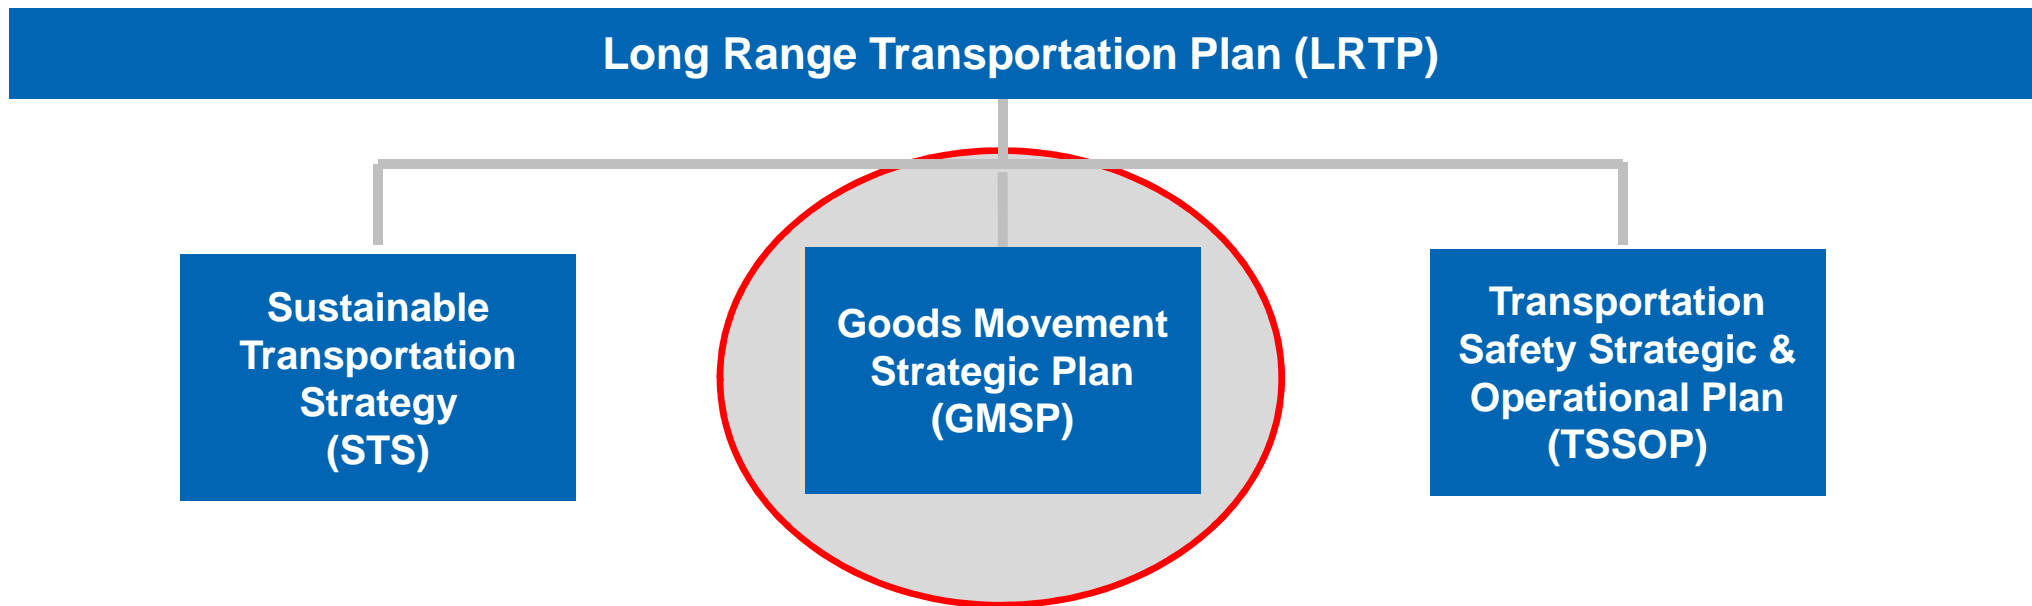 Long Range Transportation Plan (LRTP)
Sustainable
Transportation
Strategy
(STS)
Goods Movement
Strategic Plan
(GMSP)
Transportation
Safety Strategic &
Operational Plan
(TSSOP)